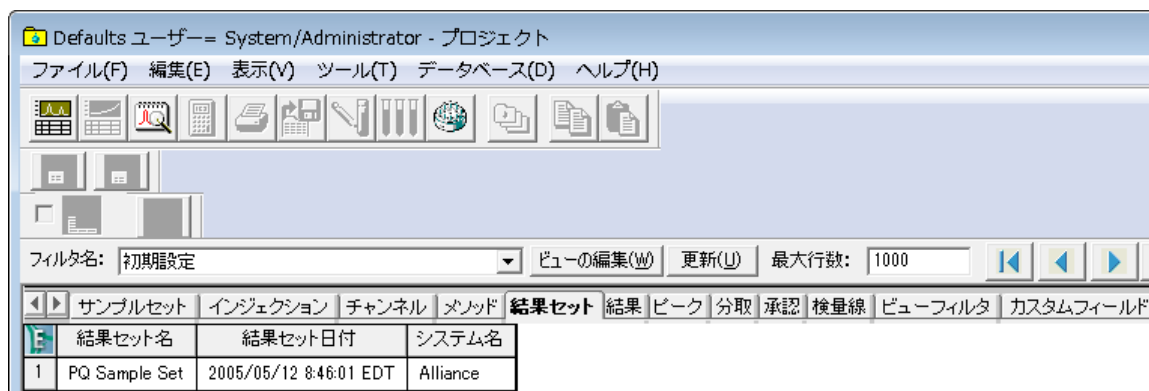 Defaults ユーザー= System/Administrator - プロジェクト
ファイル(F) 編集(E) 表示(V) ツール(T) データベース(D) ヘルプ(H)
フィルタ名: 初期設定 ビューの編集(W) 更新(U) 最大行数: 1000
サンプルセット インジェクション チャンネル メソッド 結果セット 結果 ピーク 分取 承認 検量線 ビューフィルタ カスタムフィールド
結果セット名 結果セット日付 システム名
1 PQ Sample Set 2005/05/12 8:46:01 EDT Alliance